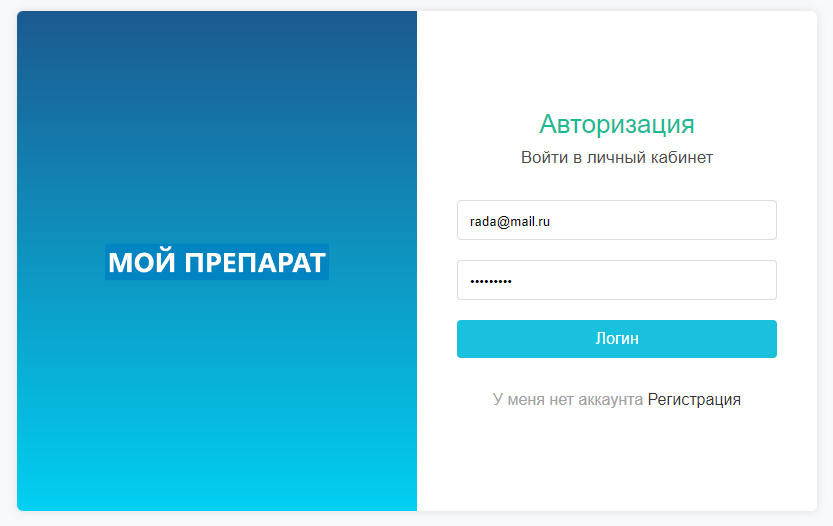 МОЙ ПРЕПАРАТ
Авторизация
Войти в личный кабинет
rada@mail.ru
•••••••••
Логин
У меня нет аккаунта Регистрация